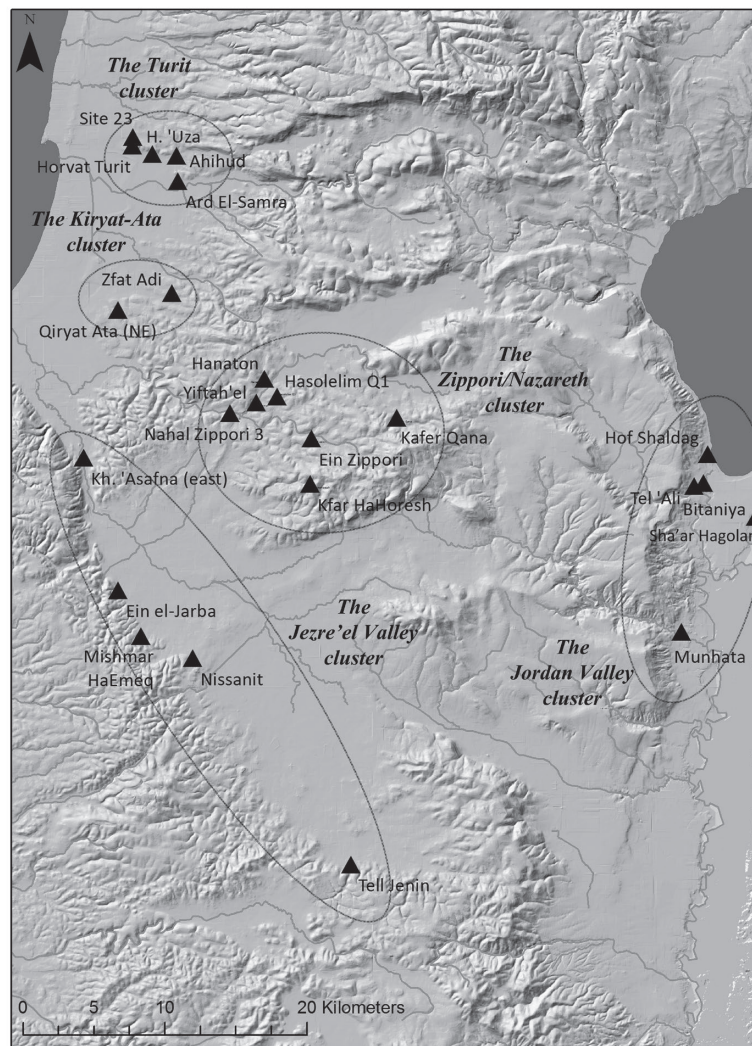 N
The Turit
cluster
Site 23
H. 'Uza
Horvat Turit
Ahihud
Ard El-Samra
The Kiryat-Ata
cluster
Zfat Adi
Qiryat Ata (NE)
Hanaton
Hasolelim Q1
Yiftah'el
Nahal Zippori 3
Kafer Qana
Ein Zippori
Kfar HaHoresh
The
Zippori/Nazareth
cluster
Hof Shaldag
Tel 'Ali
Bitaniya
Sha'ar Hagolan
Munhata
Kh. 'Asafna (east)
Ein el-Jarba
Mishmar
HaEmeq
Nissanit
The
Jezre'el Valley
cluster
The
Jordan Valley
cluster
Tell Jenin
0 5 10 20 Kilometers